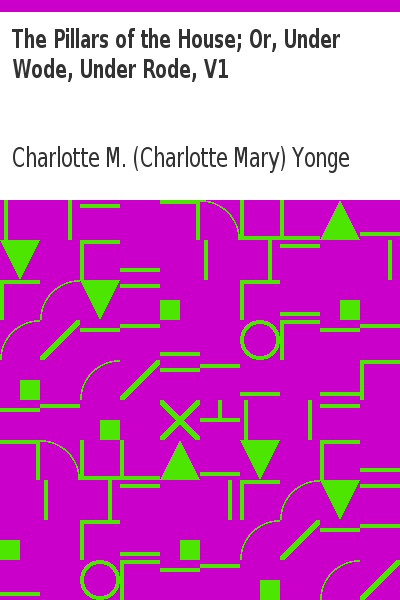 The Pillars of the House; Or, Under
Wode, Under Rode, V1
Charlotte M. (Charlotte Mary) Yonge